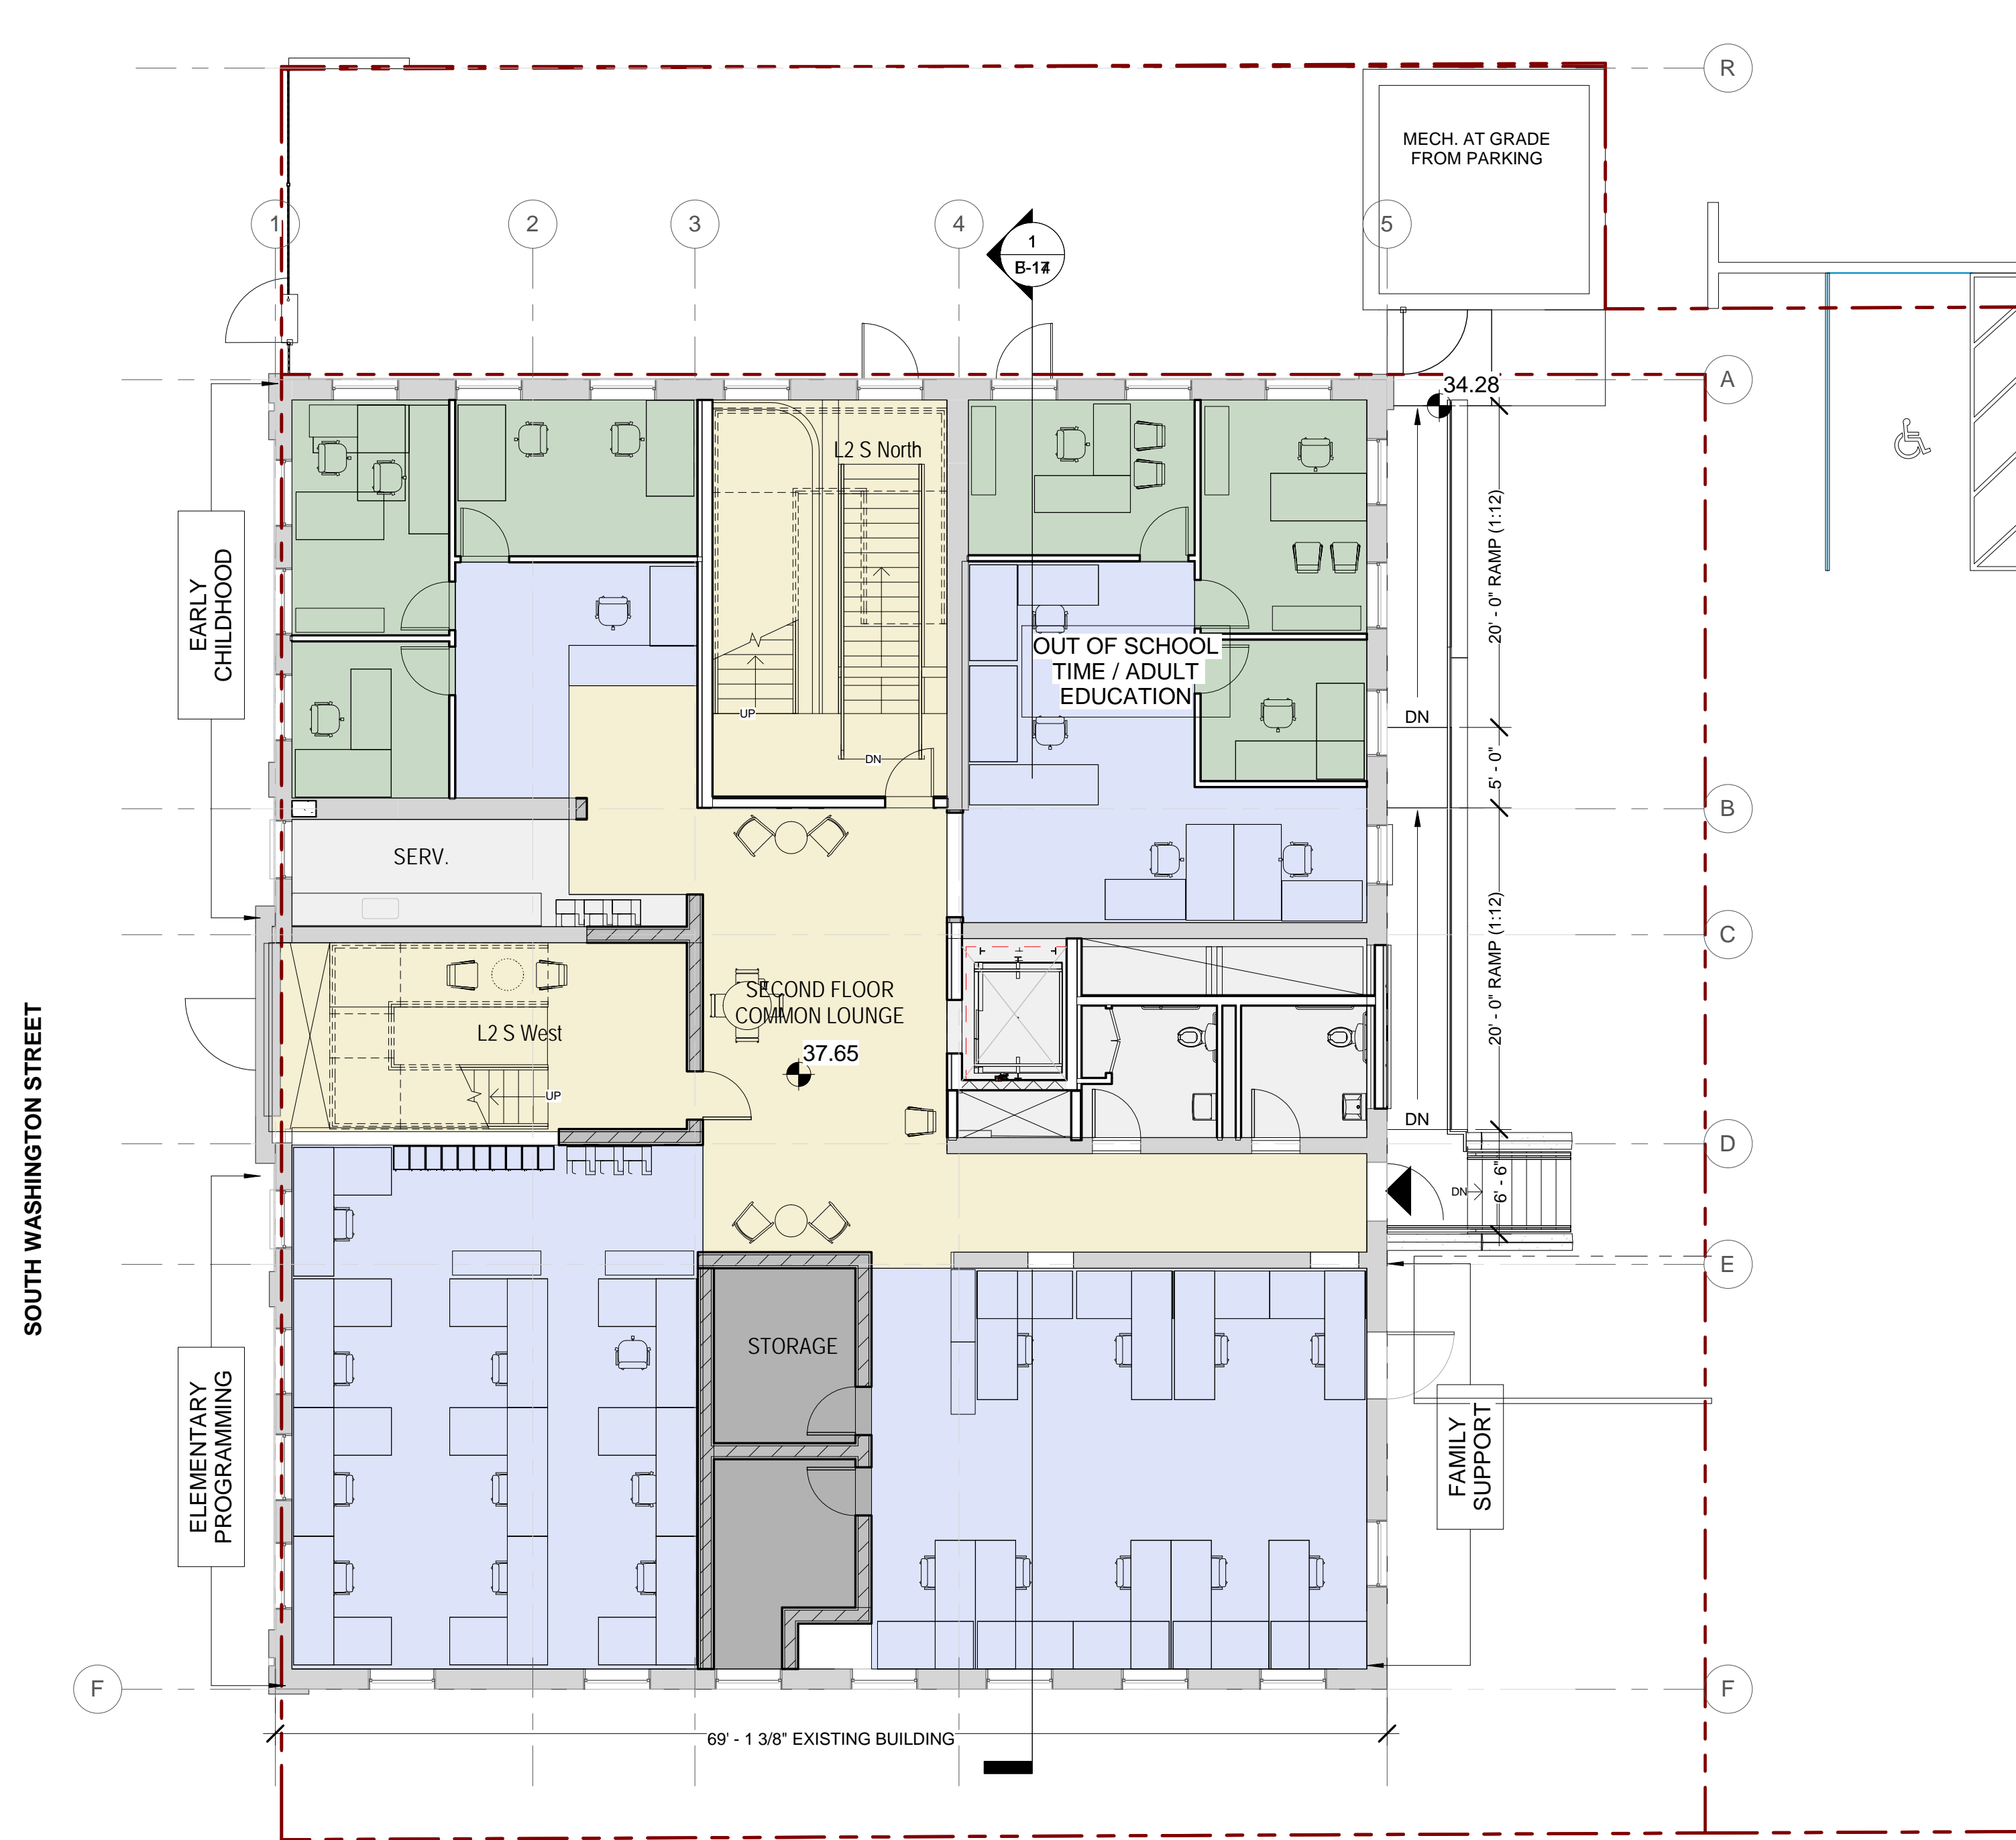 R
MECH. AT GRADE
FROM PARKING
1
2
3
4
5
1
A
34.28
L2 S North
EARLY
CHILDHOOD
20' - 0" RAMP (1:12)
OUT OF SCHOOL
TIME / ADULT
EDUCATION
UP
DN
DN
5' - 0"
B
SERV.
C
20' - 0" RAMP (1:12)
SECOND FLOOR
COMMON LOUNGE
L2 S West
37.65
UP
DN
D
SOUTH WASHINGTON STREET
DN
6' - 6"
E
STORAGE
ELEMENTARY
PROGRAMMING
FAMILY
SUPPORT
F
F
69' - 1 3/8" EXISTING BUILDING